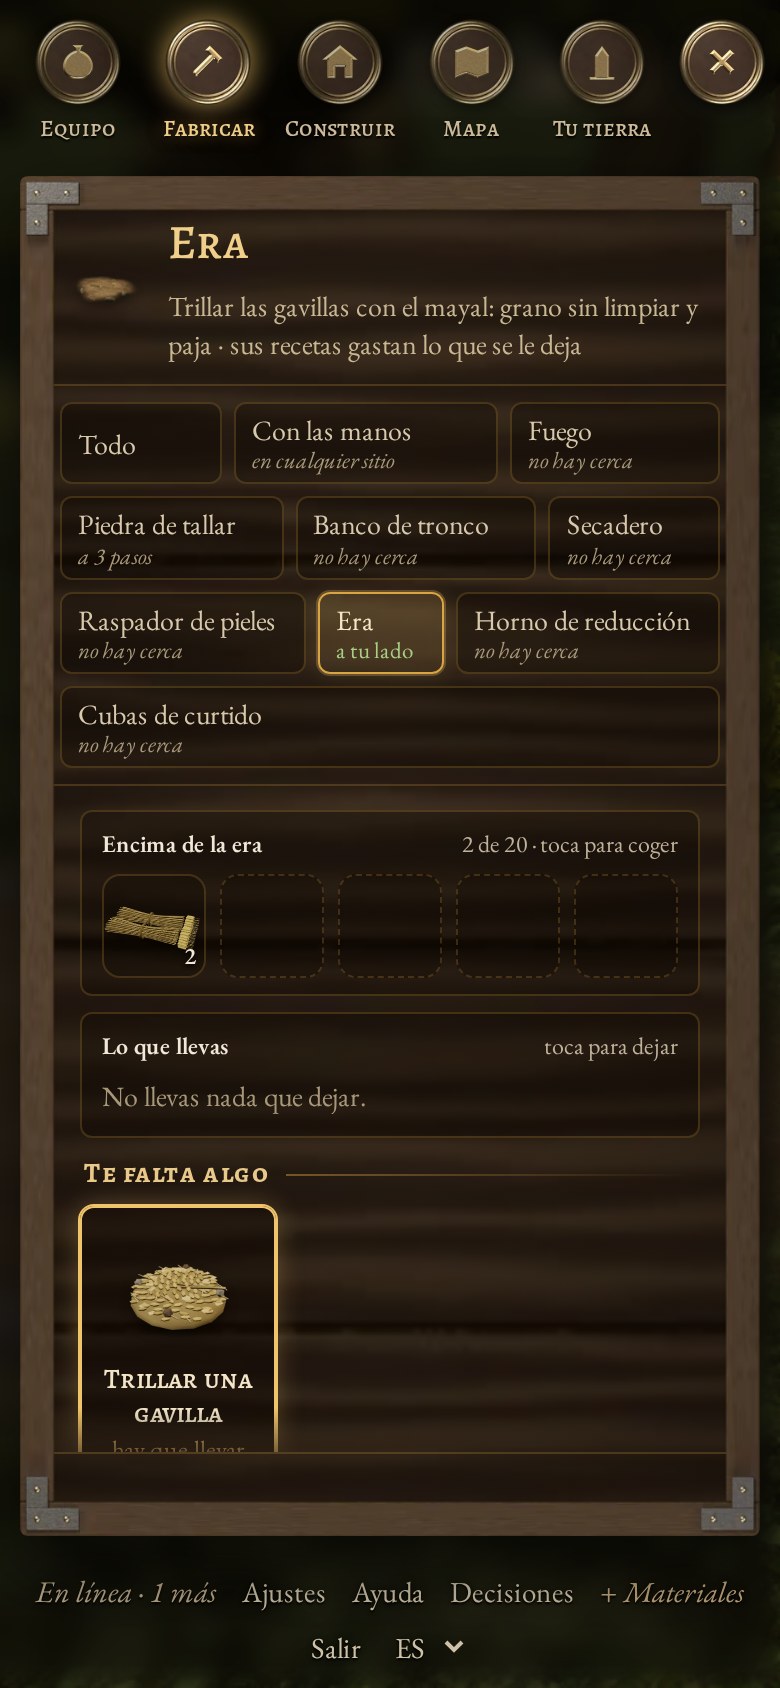 Equipo
Fabricar
Construir
Mapa
Tu tierra
Era
Trillar las gavillas con el mayal: grano sin limpiar y
paja · sus recetas gastan lo que se le deja
Todo
Con las manos
en cualquier sitio
Fuego
no hay cerca
Piedra de tallar
a 3 pasos
Banco de tronco
no hay cerca
Secadero
no hay cerca
Raspador de pieles
no hay cerca
Era
a tu lado
Horno de reducción
no hay cerca
Cubas de curtido
no hay cerca
Encima de la era
2 de 20 · toca para coger
2
Lo que llevas
toca para dejar
No llevas nada que dejar.
Te falta algo
Trillar una
gavilla
hay que llevar
En línea · 1 más
Ajustes
Ayuda
Decisiones
+ Materiales
Salir
ES